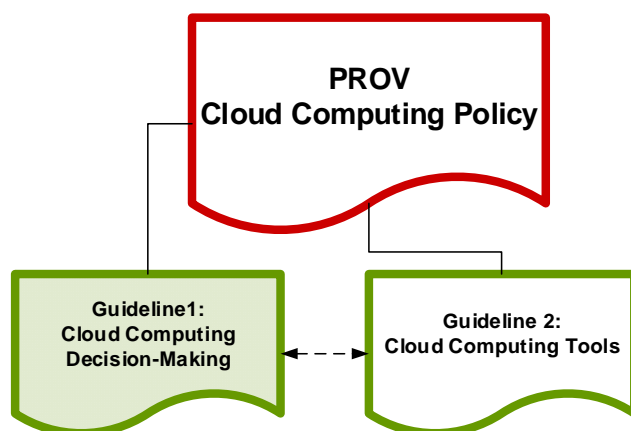 PROV
Cloud Computing Policy
Guideline1:
Cloud Computing
Decision-Making
Guideline 2:
Cloud Computing Tools